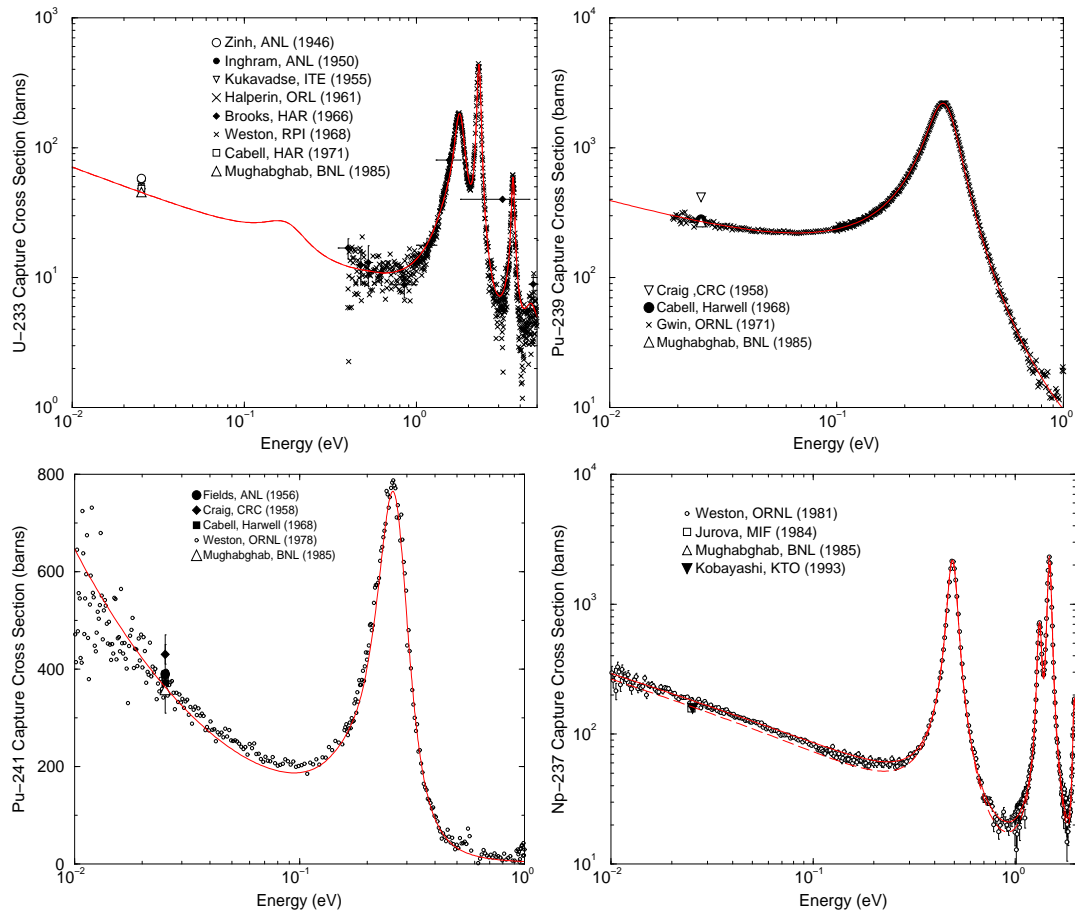 10^3
10^2
10^1
10^0
U−233 Capture Cross Section (barns)
Zinh, ANL (1946)
Inghram, ANL (1950)
Kukavadse, ITE (1955)
Halperin, ORL (1961)
Brooks, HAR (1966)
Weston, RPI (1968)
Cabell, HAR (1971)
Mughabghab, BNL (1985)
10^−2 10^−1 10^0
Energy (eV)
10^4
10^3
10^2
10^1
Pu−239 Capture Cross Section (barns)
Craig ,CRC (1958)
Cabell, Harwell (1968)
Gwin, ORNL (1971)
Mughabghab, BNL (1985)
10^−2 10^−1 10^0
Energy (eV)
800
600
400
200
0
Pu−241 Capture Cross Section (barns)
Fields, ANL (1956)
Craig, CRC (1958)
Cabell, Harwell (1968)
Weston, ORNL (1978)
Mughabghab, BNL (1985)
10^−2 10^−1 10^0
Energy (eV)
10^4
10^3
10^2
10^1
Np−237 Capture Cross Section (barns)
Weston, ORNL (1981)
Jurova, MIF (1984)
Mughabghab, BNL (1985)
Kobayashi, KTO (1993)
10^−2 10^−1 10^0
Energy (eV)